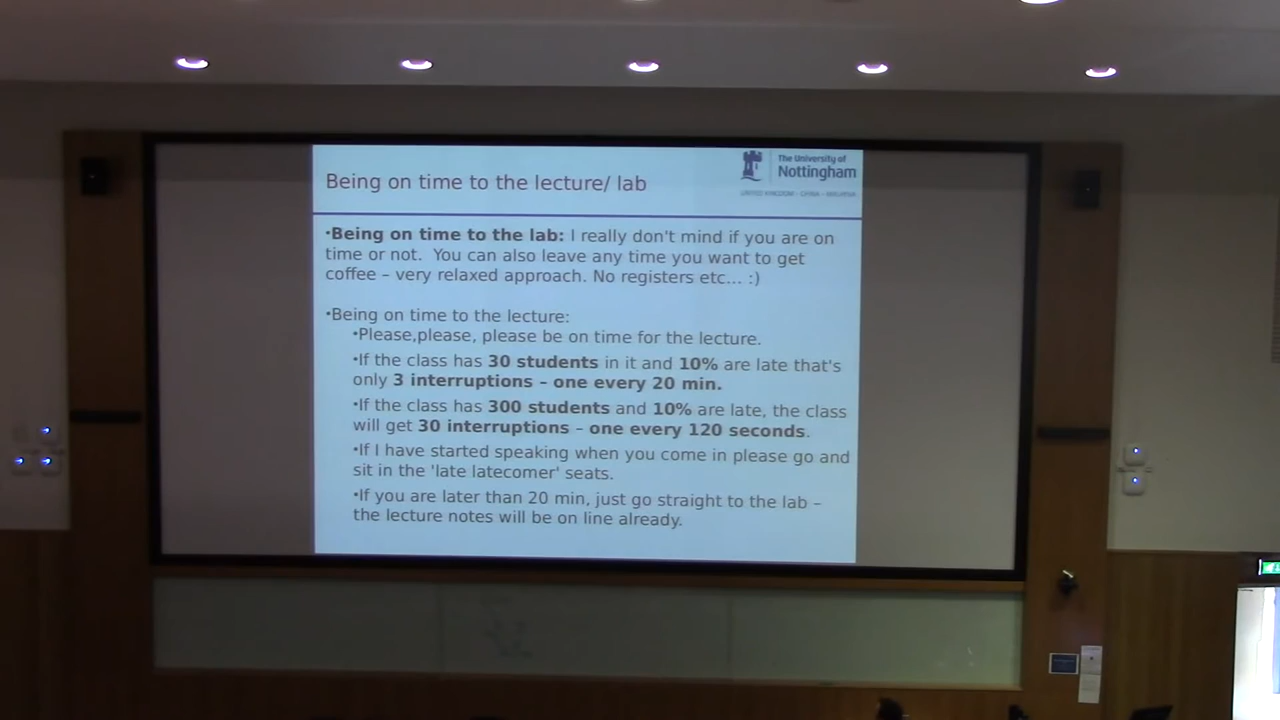 Being on time to the lecture/ lab
The University of
Nottingham
UNITED KINGDOM · CHINA · MALAYSIA
•Being on time to the lab: I really don't mind if you are on
time or not.  You can also leave any time you want to get
coffee – very relaxed approach. No registers etc... :)
•Being on time to the lecture:
•Please,please, please be on time for the lecture.
•If the class has 30 students in it and 10% are late that's
only 3 interruptions – one every 20 min.
•If the class has 300 students and 10% are late, the class
will get 30 interruptions – one every 120 seconds.
•If I have started speaking when you come in please go and
sit in the 'late latecomer' seats.
•If you are later than 20 min, just go straight to the lab –
the lecture notes will be on line already.